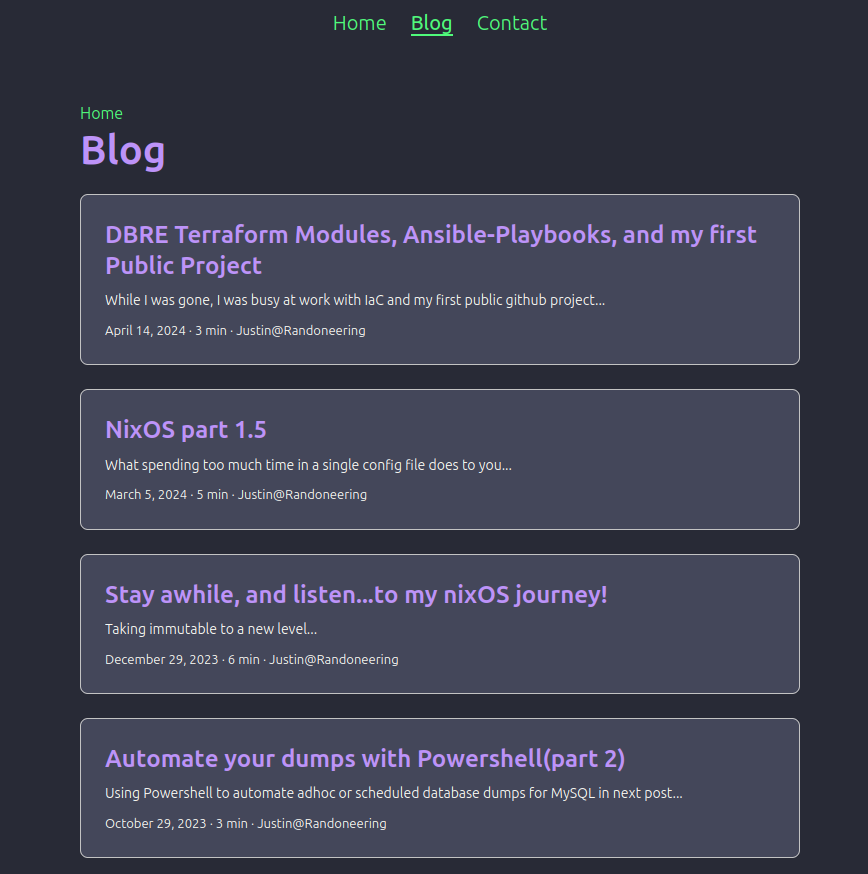 Home Blog Contact
Home
Blog
DBRE Terraform Modules, Ansible-Playbooks, and my first
Public Project
While I was gone, I was busy at work with IaC and my first public github project...
April 14, 2024 · 3 min · Justin@Randoneering
NixOS part 1.5
What spending too much time in a single config file does to you...
March 5, 2024 · 5 min · Justin@Randoneering
Stay awhile, and listen...to my nixOS journey!
Taking immutable to a new level...
December 29, 2023 · 6 min · Justin@Randoneering
Automate your dumps with Powershell(part 2)
Using Powershell to automate adhoc or scheduled database dumps for MySQL in next post...
October 29, 2023 · 3 min · Justin@Randoneering